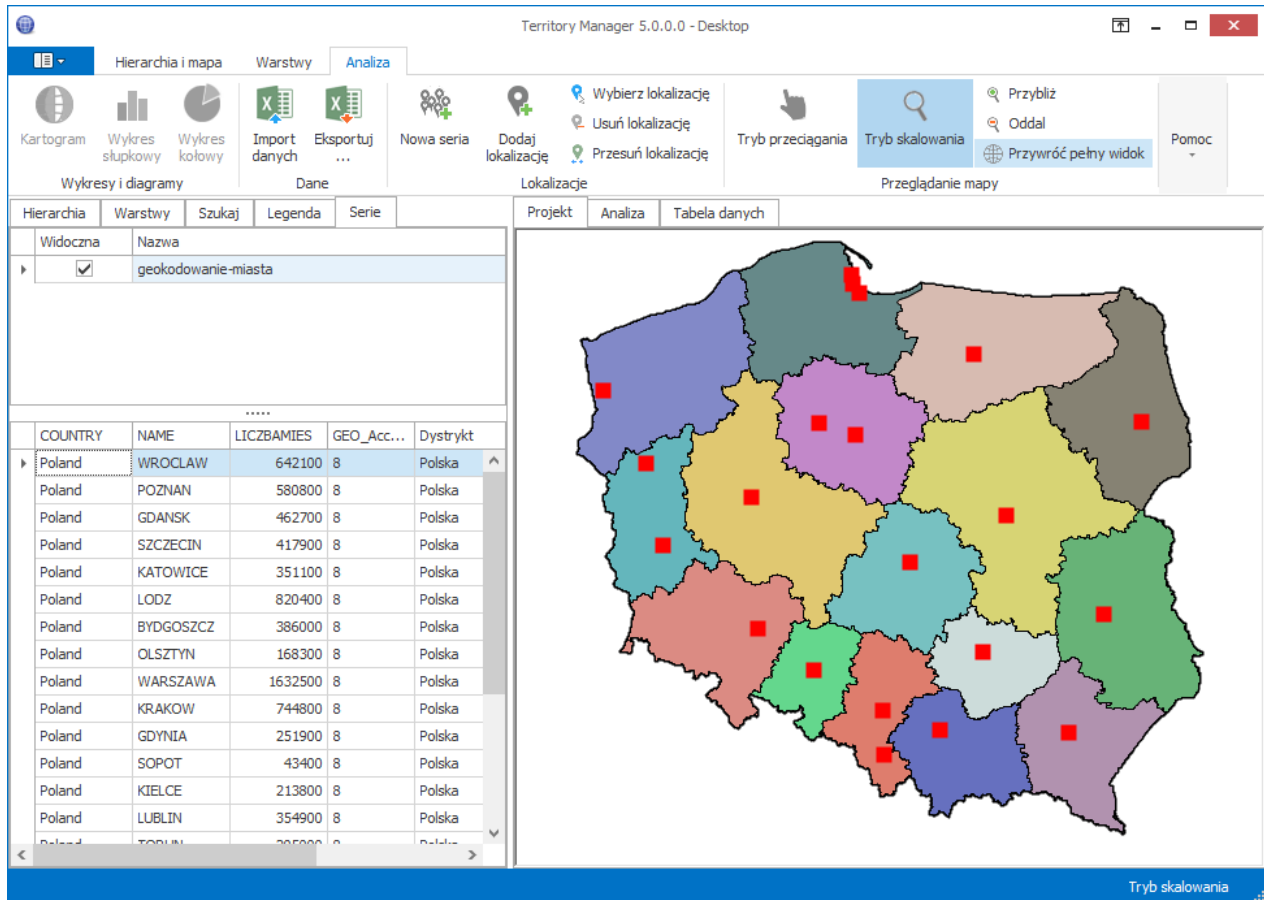 Territory Manager 5.0.0.0 - Desktop
Hierarchia i mapa Warstwy Analiza
Kartogram
Wykres słupkowy
Wykres kołowy
Import danych
Eksportuj ...
Nowa seria
Dodaj lokalizację
Wybierz lokalizację
Usuń lokalizację
Przesuń lokalizację
Tryb przeciągania
Tryb skalowania
Przybliż
Oddal
Przywróć pełny widok
Pomoc
Wykresy i diagramy Dane Lokalizacje Przeglądanie mapy
Hierarchia Warstwy Szukaj Legenda Serie
Projekt Analiza Tabela danych
Widoczna Nazwa
geokodowanie-miasta
COUNTRY NAME LICZBAMIES GEO_Acc... Dystrykt
Poland WROCLAW 642100 8 Polska
Poland POZNAN 580800 8 Polska
Poland GDANSK 462700 8 Polska
Poland SZCZECIN 417900 8 Polska
Poland KATOWICE 351100 8 Polska
Poland LODZ 820400 8 Polska
Poland BYDGOSZCZ 386000 8 Polska
Poland OLSZTYN 168300 8 Polska
Poland WARSZAWA 1632500 8 Polska
Poland KRAKOW 744800 8 Polska
Poland GDYNIA 251900 8 Polska
Poland SOPOT 43400 8 Polska
Poland KIELCE 213800 8 Polska
Poland LUBLIN 354900 8 Polska
Tryb skalowania